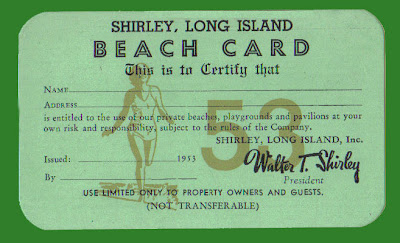 SHIRLEY, LONG ISLAND
BEACH CARD
This is to Certify that
NAME
ADDRESS
is entitled to the use of our private beaches, playgrounds and pavilions at your
own risk and responsibility, subject to the rules of the Company.
53
SHIRLEY, LONG ISLAND, Inc.
Issued: 1953
Walter T. Shirley
By President
USE LIMITED ONLY TO PROPERTY OWNERS AND GUESTS.
(NOT TRANSFERABLE)